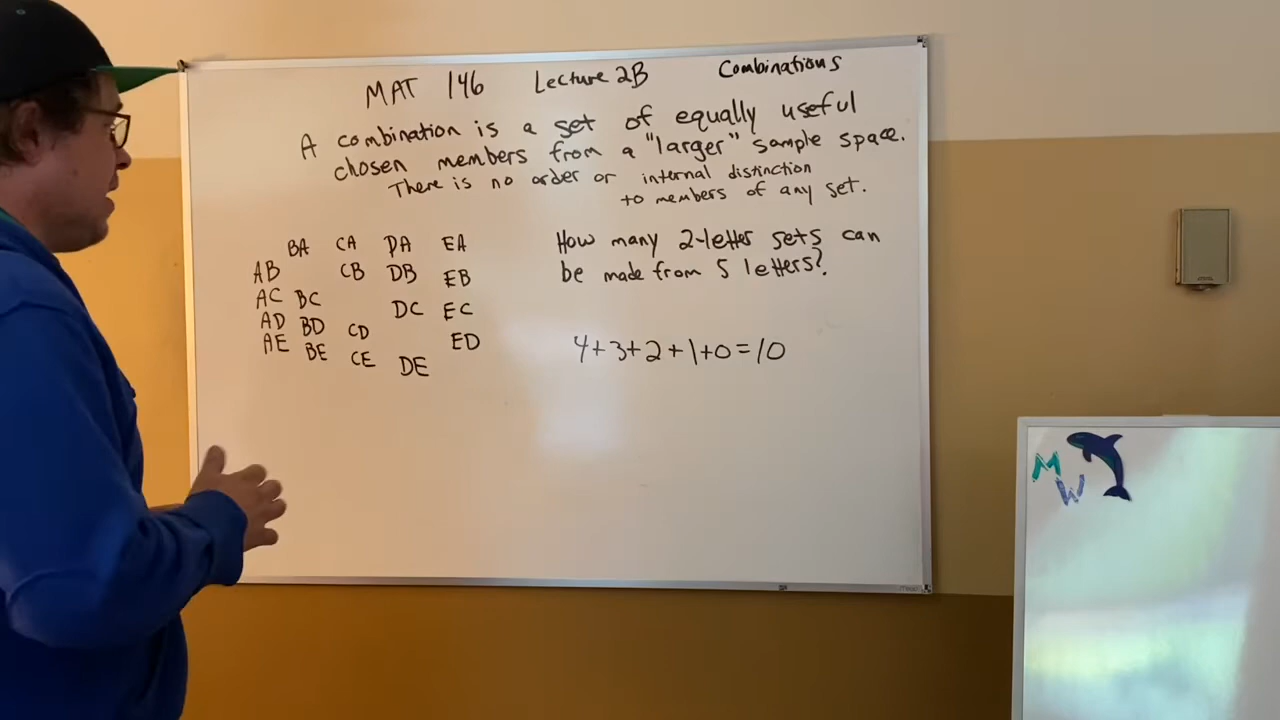 MAT 146 Lecture 2B Combinations
A combination is a set of equally useful
chosen members from a "larger" sample space.
There is no order or internal distinction
to members of any set.
BA CA DA EA
AB CB DB EB
AC BC DC EC
AD BD CD ED
AE BE CE DE
How many 2-letter sets can
be made from 5 letters?
4+3+2+1+0=10
M
W